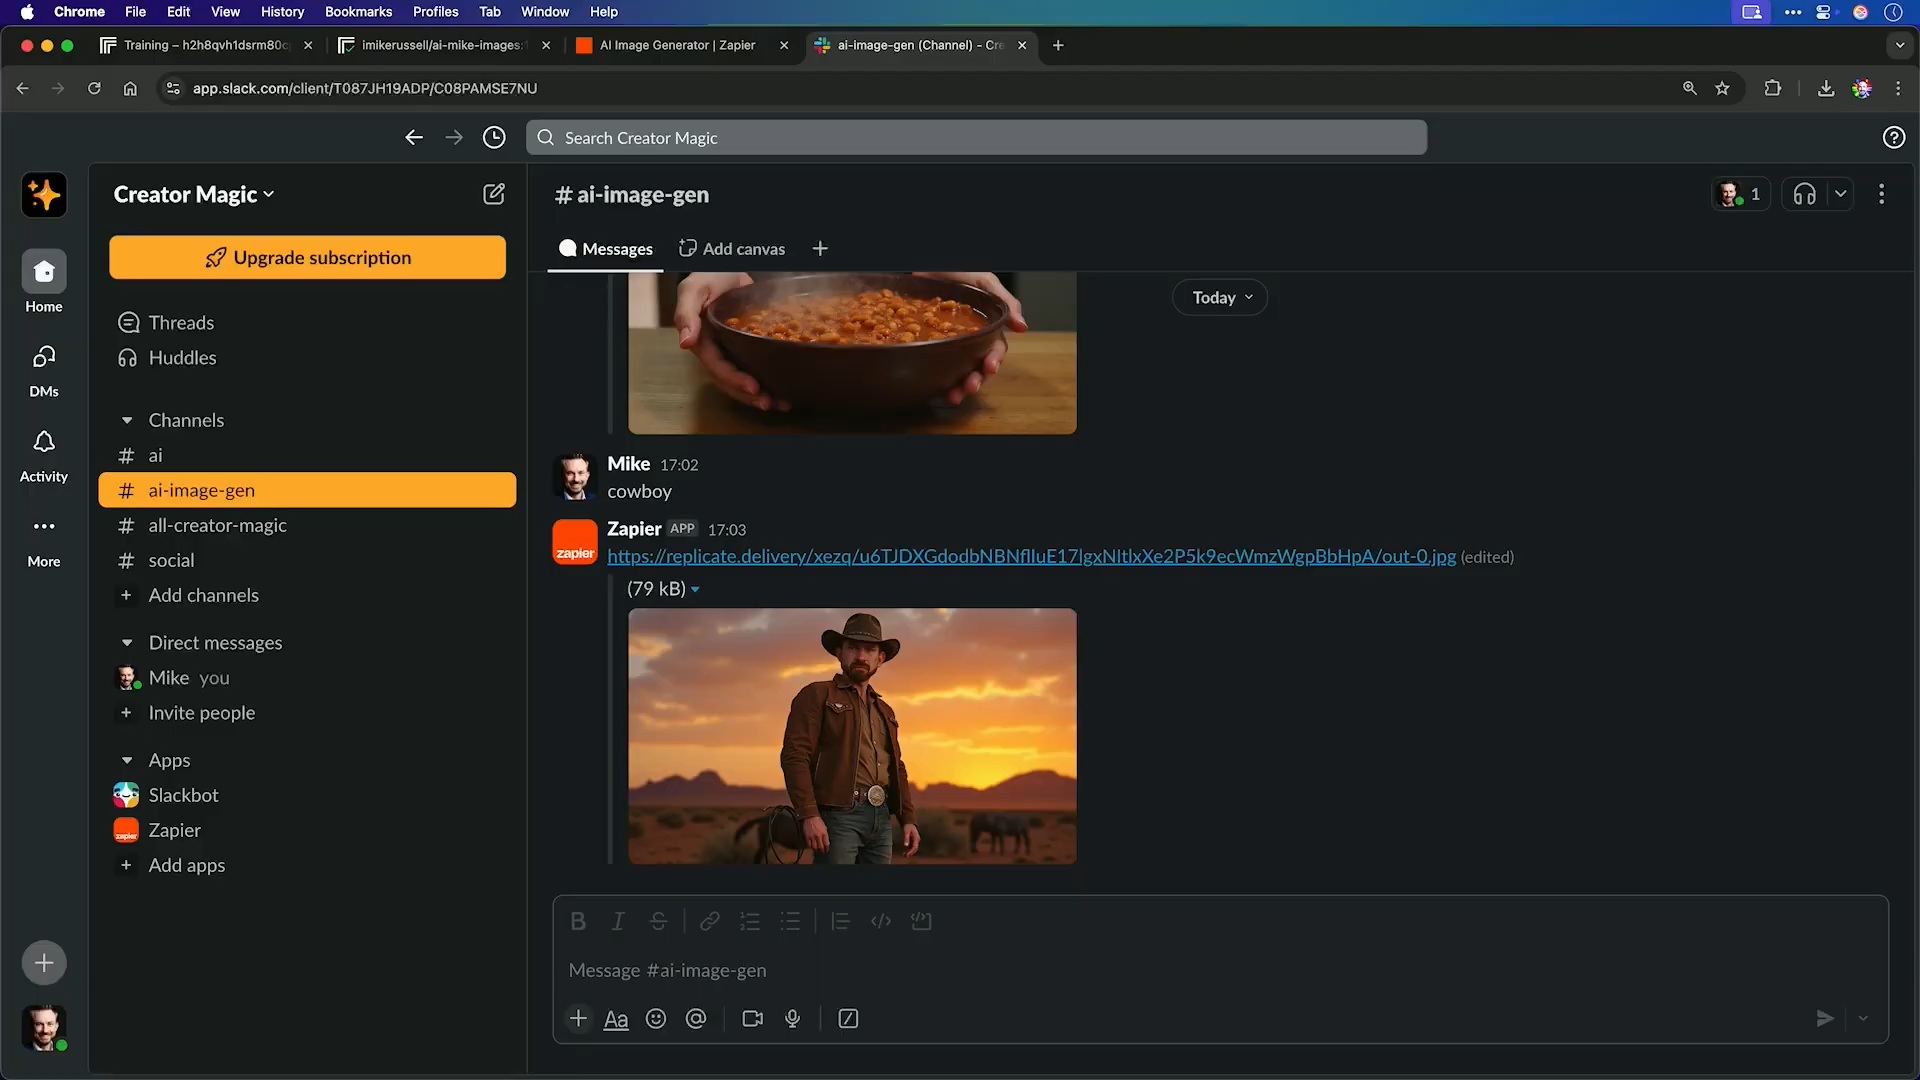 Chrome File Edit View History Bookmarks Profiles Tab Window Help
Training – h2h8qvh1dsrm80c
imikerussell/ai-mike-images:1
AI Image Generator | Zapier
ai-image-gen (Channel) - Cre
app.slack.com/client/T087JH19ADP/C08PAMSE7NU
Search Creator Magic
Creator Magic
# ai-image-gen
1
Upgrade subscription
Messages
Add canvas
Home
Threads
Today
Huddles
DMs
Channels
# ai
Mike 17:02
Activity
# ai-image-gen
cowboy
# all-creator-magic
zapier
Zapier APP 17:03
More
# social
https://replicate.delivery/xezq/u6TJDXGdodbNBNflluE17lgxNItlxXe2P5k9ecWmzWgpBbHpA/out-0.jpg (edited)
Add channels
(79 kB)
Direct messages
Mike you
Invite people
Apps
Slackbot
zapier
Zapier
Add apps
Message #ai-image-gen
Aa